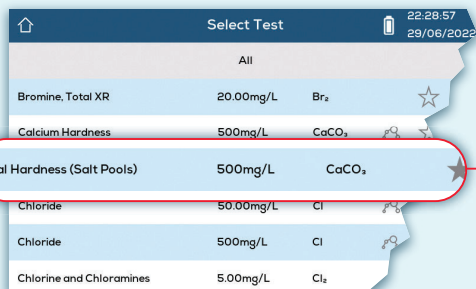 Select Test
22:28:57
29/06/2022
All
Bromine, Total XR 20.00mg/L Br₂
Calcium Hardness 500mg/L CaCO₃
al Hardness (Salt Pools) 500mg/L CaCO₃
Chloride 50.00mg/L Cl
Chloride 500mg/L Cl
Chlorine and Chloramines 5.00mg/L Cl₂